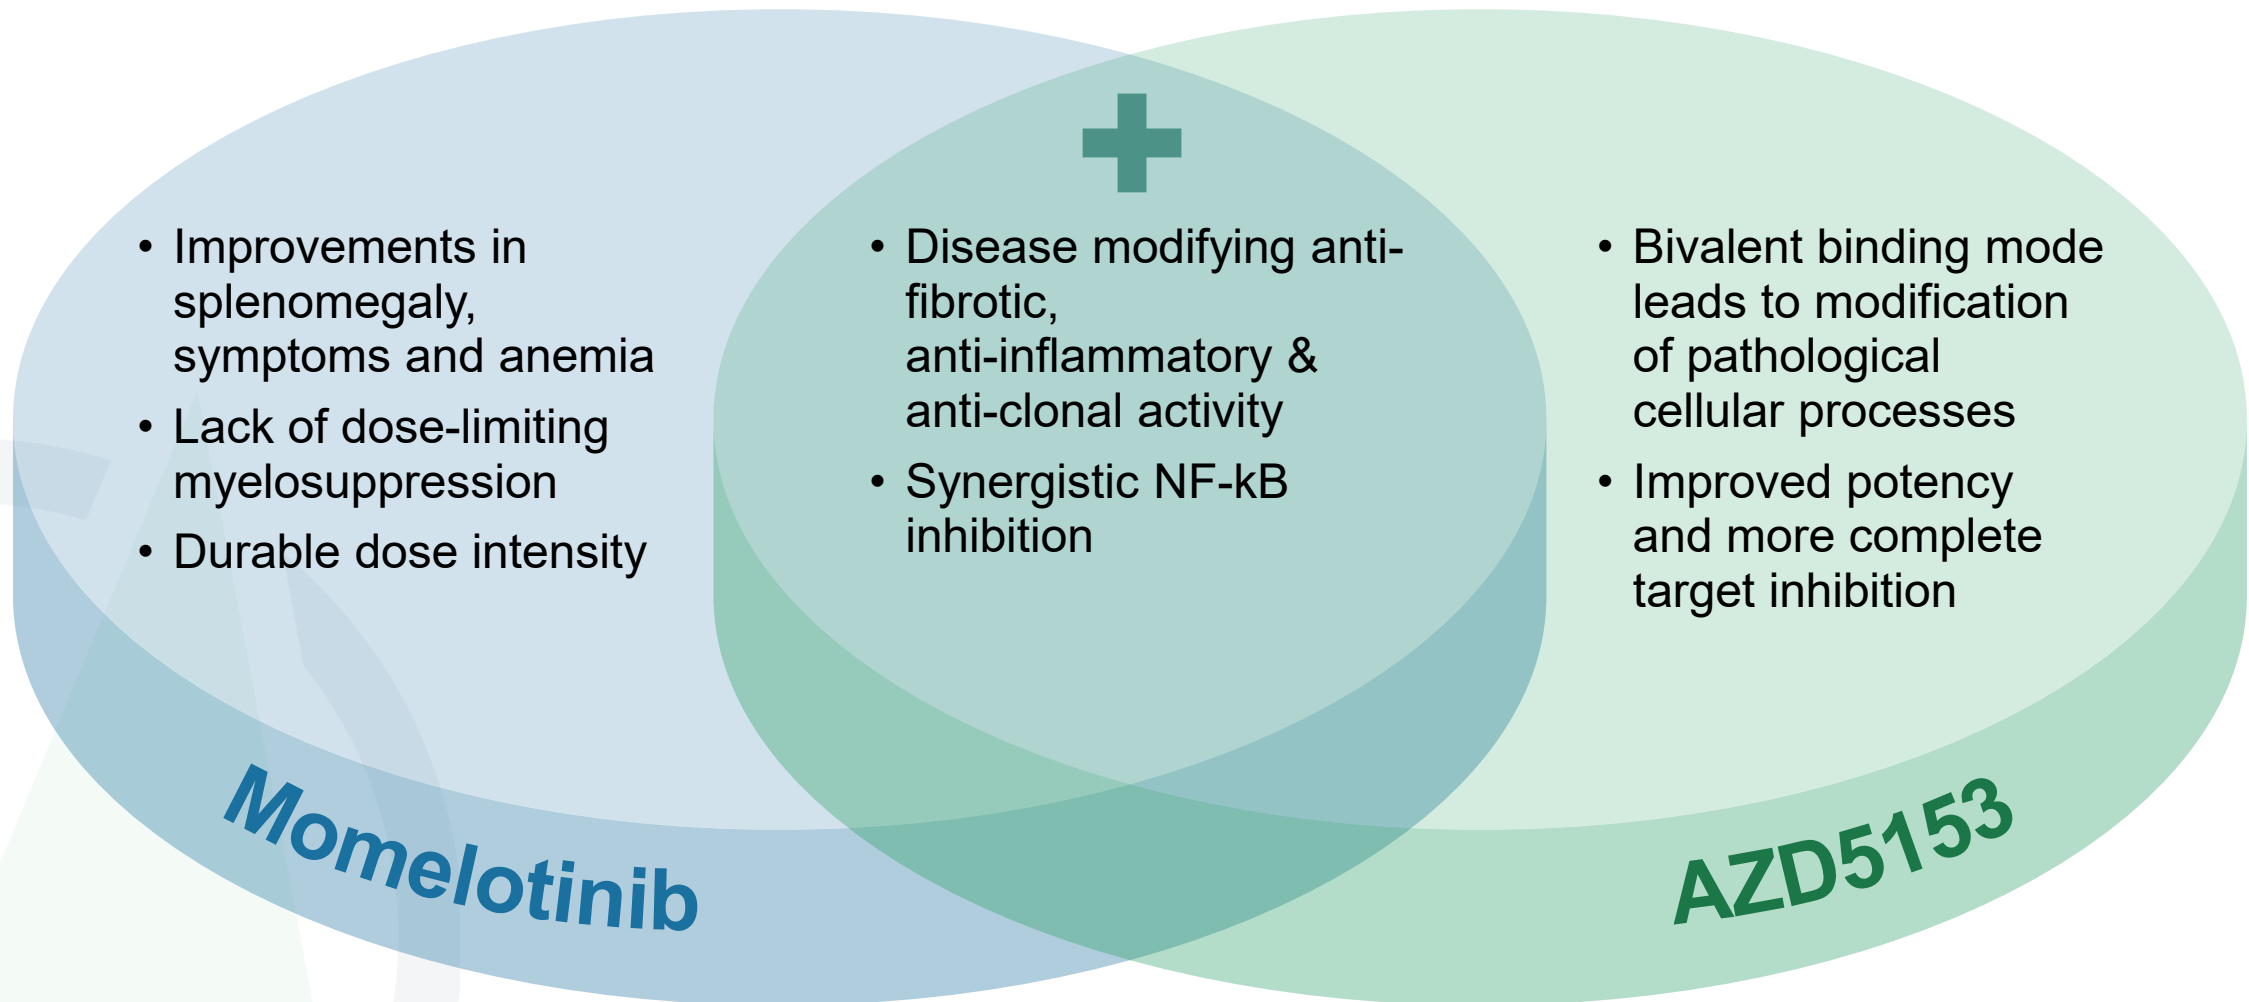 • Improvements in
splenomegaly,
symptoms and anemia
• Lack of dose-limiting
myelosuppression
• Durable dose intensity
• Disease modifying anti-
fibrotic,
anti-inflammatory &
anti-clonal activity
• Synergistic NF-kB
inhibition
• Bivalent binding mode
leads to modification
of pathological
cellular processes
• Improved potency
and more complete
target inhibition
Momelotinib
AZD5153